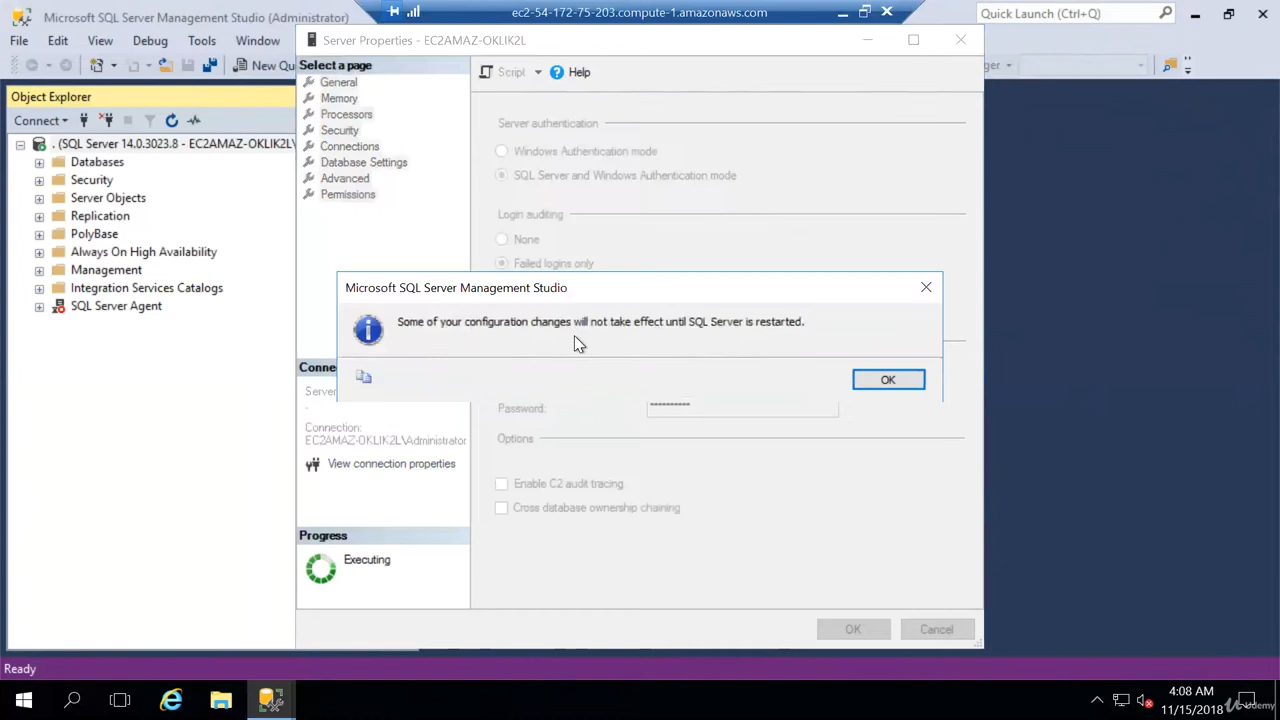 Microsoft SQL Server Management Studio (Administrator)
ec2-54-172-75-203.compute-1.amazonaws.com
Quick Launch (Ctrl+Q)
File Edit View Debug Tools Window
New Qu
Server Properties - EC2AMAZ-OKLIK2L
Object Explorer
Connect
. (SQL Server 14.0.3023.8 - EC2AMAZ-OKLIK2L\
Databases
Security
Server Objects
Replication
PolyBase
Always On High Availability
Management
Integration Services Catalogs
SQL Server Agent
Select a page
General
Memory
Processors
Security
Connections
Database Settings
Advanced
Permissions
Script Help
Server authentication
Windows Authentication mode
SQL Server and Windows Authentication mode
Login auditing
None
Failed logins only
Microsoft SQL Server Management Studio
Some of your configuration changes will not take effect until SQL Server is restarted.
OK
Conne
Server
.
Connection:
EC2AMAZ-OKLIK2L\Administrator
View connection properties
Progress
Executing
Password: **********
Options
Enable C2 audit tracing
Cross database ownership chaining
OK Cancel
Ready
4:08 AM
11/15/2018
Udemy